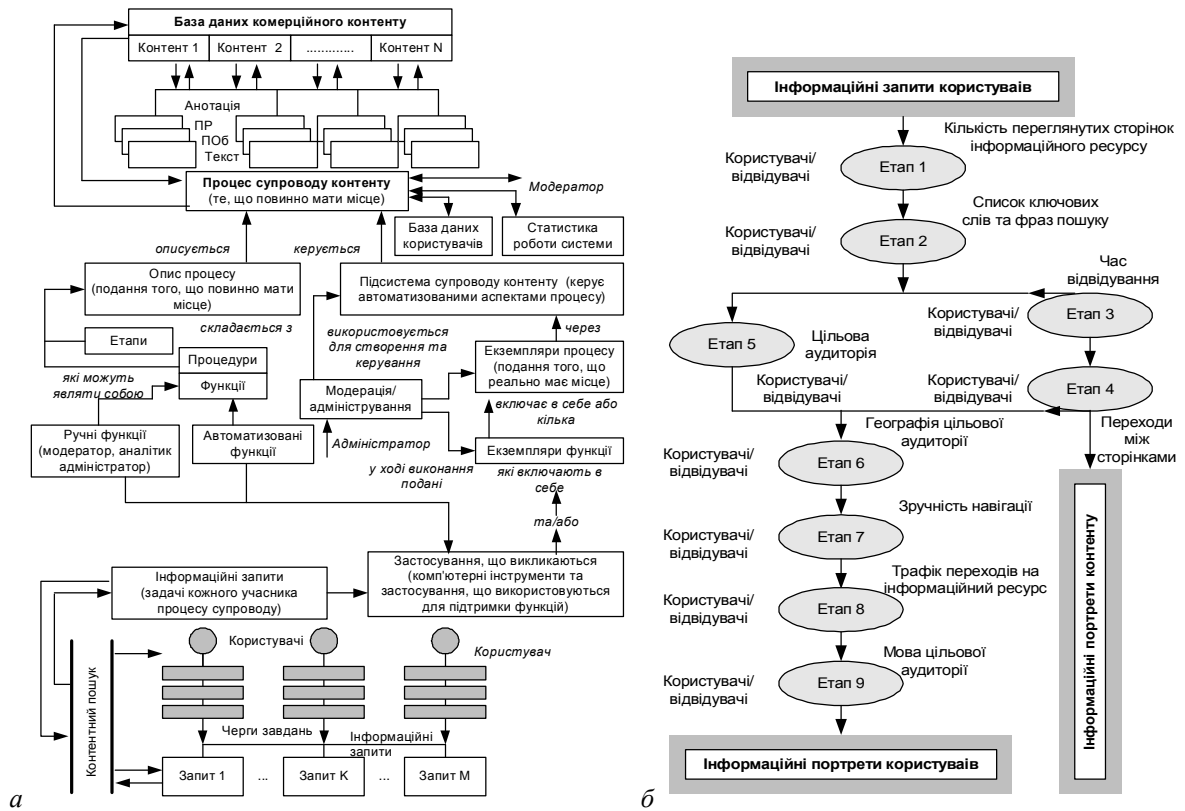 База даних комерційного контенту
Контент 1
Контент 2
.............
Контент N
Анотація
ПР
ПОб
Текст
Процес супроводу контенту
(те, що повинно мати місце)
Модератор
База даних
користувачів
Статистика
роботи системи
описується
керується
Опис процесу
(подання того, що повинно мати
місце)
Підсистема супроводу контенту (керує
автоматизованими аспектами процесу)
складається з
Етапи
Процедури
Функції
які можуть
являти собою
використовується
для створення та
керування
через
Екземпляри процесу
(подання того, що
реально має місце)
Модерація/
адміністрування
включає в себе або
кілька
Ручні функції
(модератор, аналітик
адміністратор)
Автоматизовані
функції
Адміністратор
Екземпляри функції
у ході виконання
подані
які включають в
себе
та/або
Інформаційні запити
(задачі кожного учасника
процесу супроводу)
Застосування, що викликаються
(комп'ютерні інструменти та
застосування, що використовуються
для підтримки функцій)
Користувачі
Користувач
Контентний пошук
Черги завдань
Інформаційні
запити
Запит 1
...
Запит K
...
Запит M
а
Інформаційні запити користуваів
Кількість переглянутих сторінок
інформаційного ресурсу
Користувачі/
відвідувачі
Етап 1
Список ключових
слів та фраз пошуку
Користувачі/
відвідувачі
Етап 2
Час
відвідування
Користувачі/
відвідувачі
Етап 3
Етап 5
Цільова
аудиторія
Користувачі/
відвідувачі
Користувачі/
відвідувачі
Етап 4
Географія цільової
аудиторії
Переходи
між
сторінками
Користувачі/
відвідувачі
Етап 6
Зручність навігації
Користувачі/
відвідувачі
Етап 7
Трафік переходів на
інформаційний ресурс
Користувачі/
відвідувачі
Етап 8
Мова цільової
аудиторії
Користувачі/
відвідувачі
Етап 9
Інформаційні портрети контенту
Інформаційні портрети користуваів
б